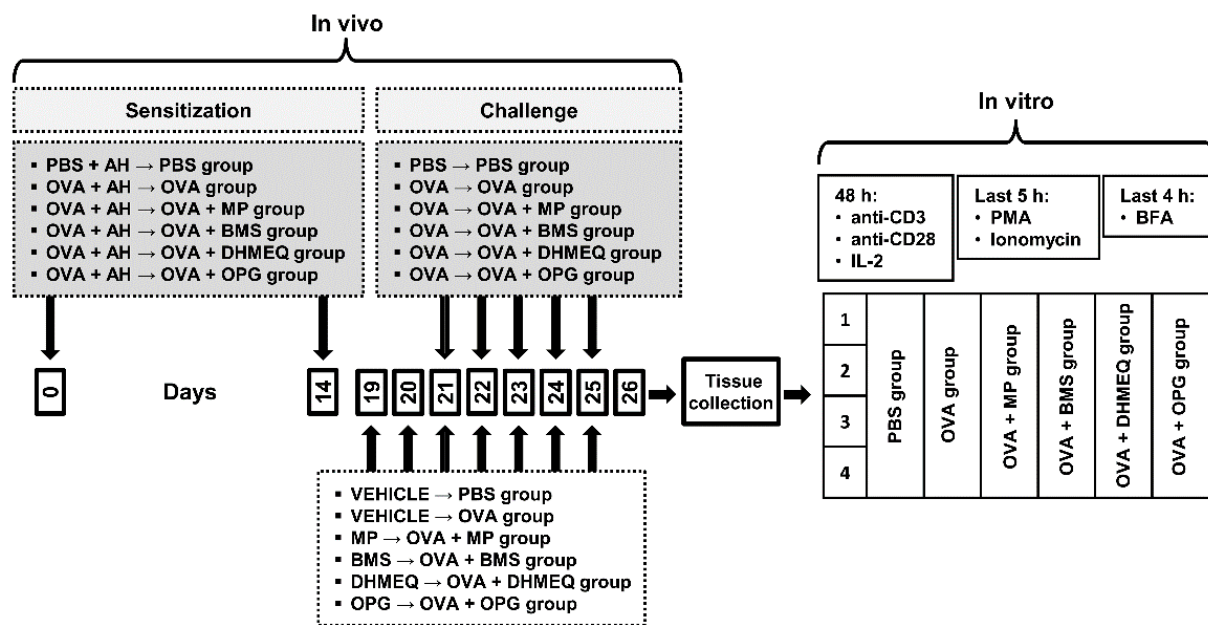 In vivo
Sensitization
▪ PBS + AH → PBS group
▪ OVA + AH → OVA group
▪ OVA + AH → OVA + MP group
▪ OVA + AH → OVA + BMS group
▪ OVA + AH → OVA + DHMEQ group
▪ OVA + AH → OVA + OPG group
Challenge
▪ PBS → PBS group
▪ OVA → OVA group
▪ OVA → OVA + MP group
▪ OVA → OVA + BMS group
▪ OVA → OVA + DHMEQ group
▪ OVA → OVA + OPG group
0
Days
14
19
20
21
22
23
24
25
26
Tissue
collection
▪ VEHICLE → PBS group
▪ VEHICLE → OVA group
▪ MP → OVA + MP group
▪ BMS → OVA + BMS group
▪ DHMEQ → OVA + DHMEQ group
▪ OPG → OVA + OPG group
In vitro
48 h:
• anti-CD3
• anti-CD28
• IL-2
Last 5 h:
• PMA
• Ionomycin
Last 4 h:
• BFA
1
2
3
4
PBS group
OVA group
OVA + MP group
OVA + BMS group
OVA + DHMEQ group
OVA + OPG group